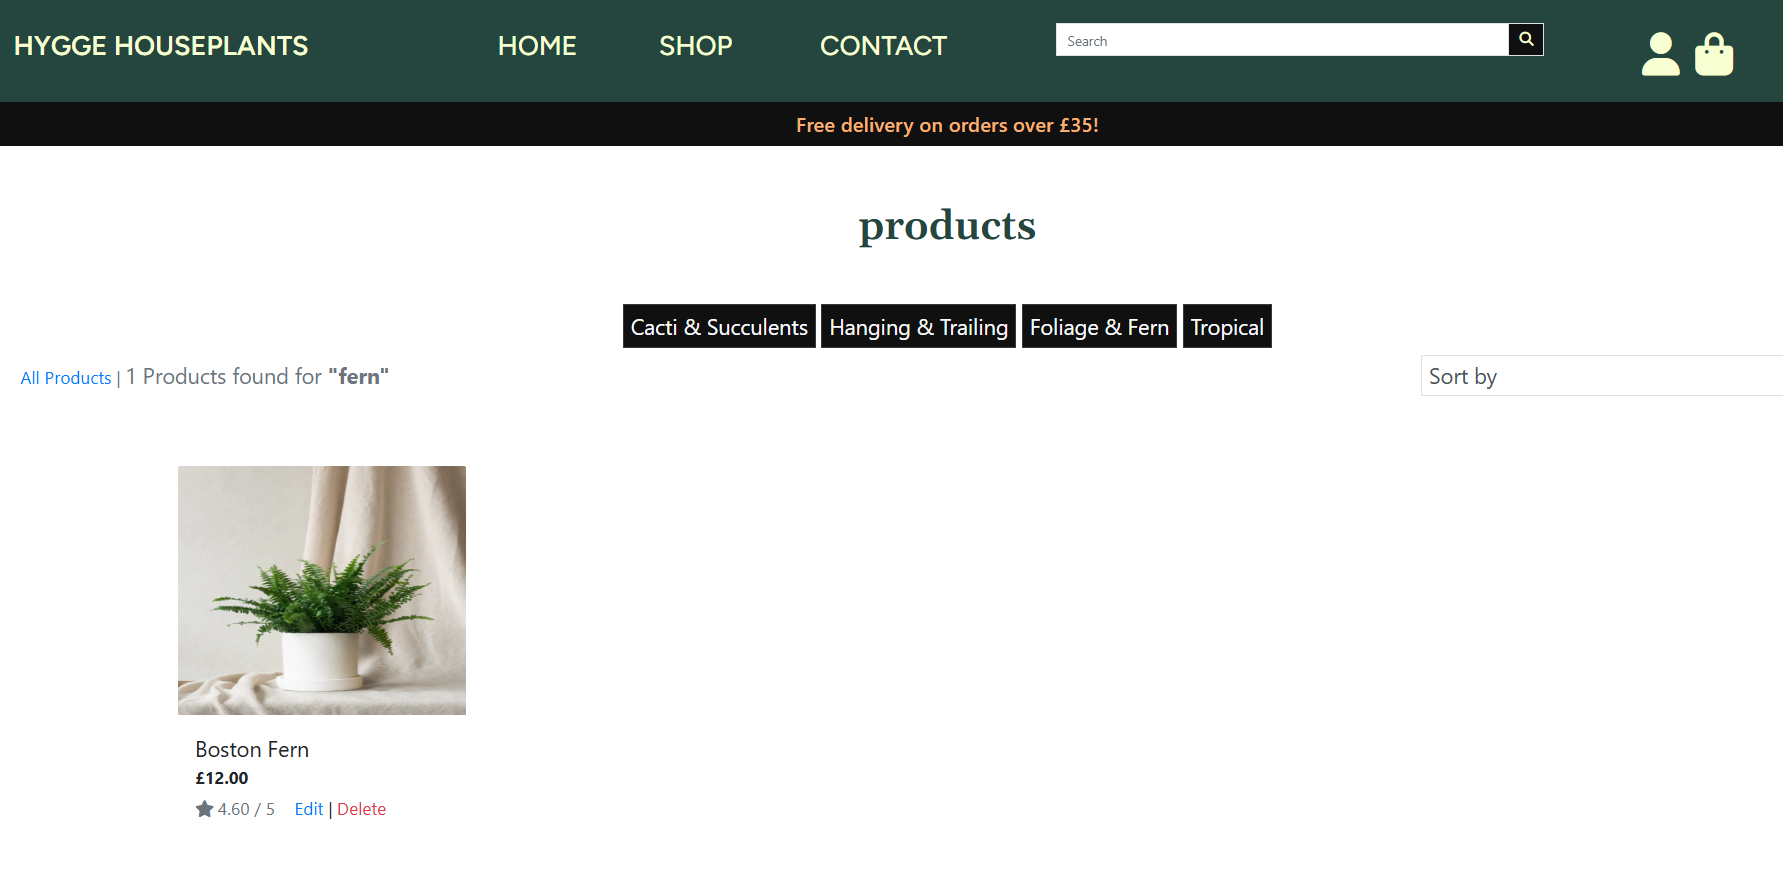 HYGGE HOUSEPLANTS HOME SHOP CONTACT Search
Free delivery on orders over £35!
products
Cacti & Succulents Hanging & Trailing Foliage & Fern Tropical
All Products | 1 Products found for "fern" Sort by
Boston Fern
£12.00
4.60 / 5 Edit | Delete